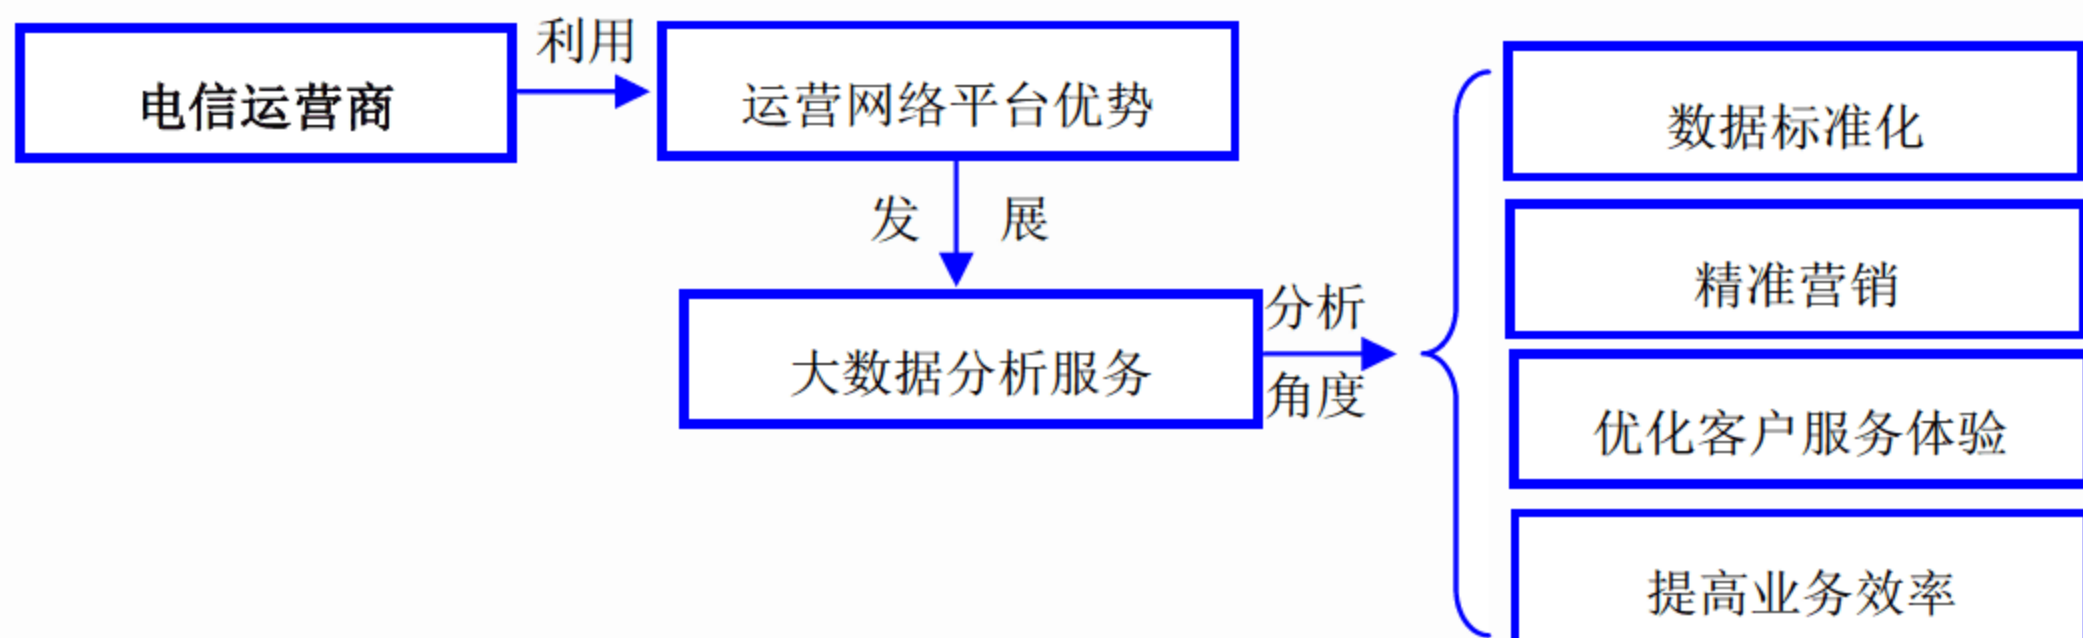 电信运营商
利用
运营网络平台优势
发 展
大数据分析服务
分析
角度
数据标准化
精准营销
优化客户服务体验
提高业务效率